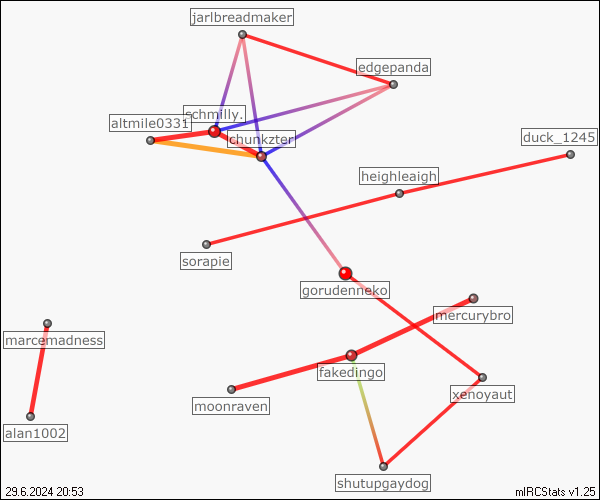 jarlbreadmaker
edgepanda
schmilly.
altmile0331
chunkzter
duck_1245
heighleaigh
sorapie
gorudenneko
mercurybro
marcemadness
fakedingo
xenoyaut
moonraven
alan1002
shutupgaydog
29.6.2024 20:53
mIRCStats v1.25